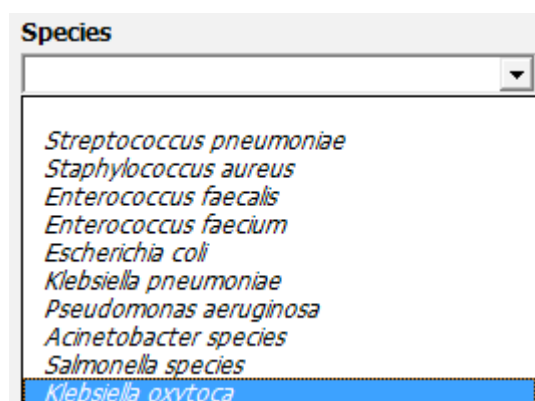 Species
Streptococcus pneumoniae
Staphylococcus aureus
Enterococcus faecalis
Enterococcus faecium
Escherichia coli
Klebsiella pneumoniae
Pseudomonas aeruginosa
Acinetobacter species
Salmonella species
Klebsiella oxytoca